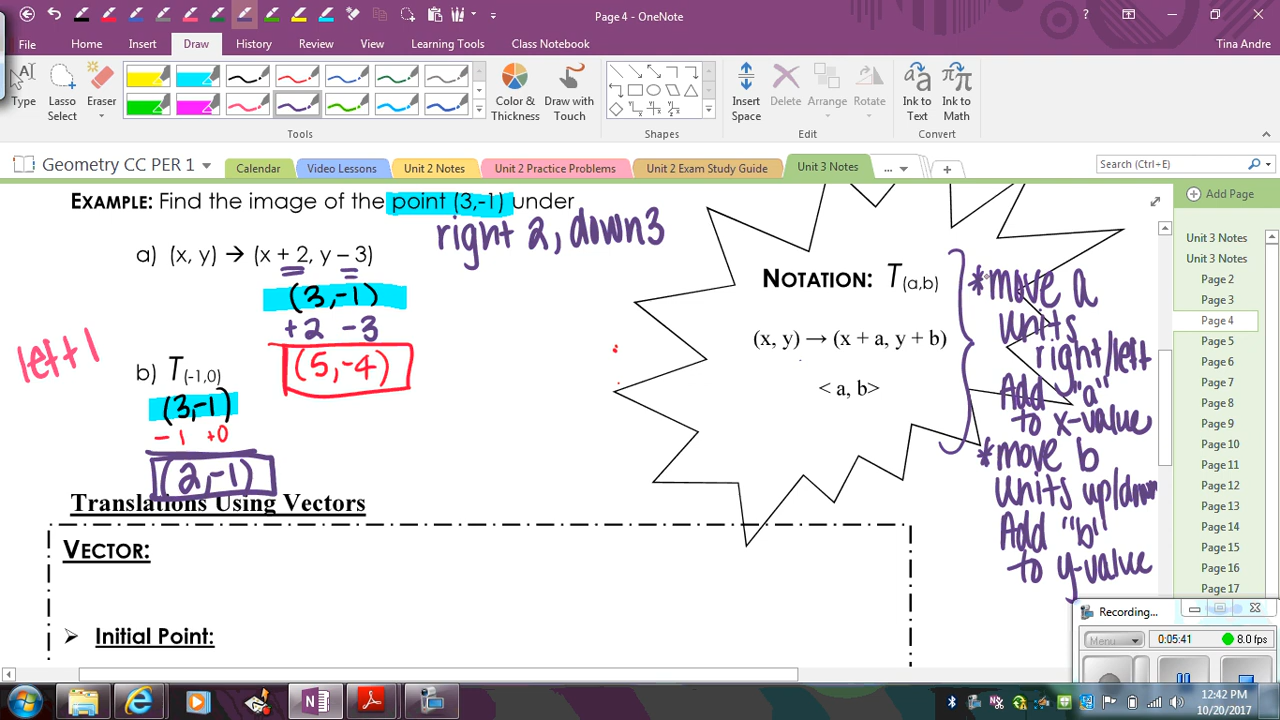 Page 4 - OneNote
?
File
Home
Insert
Draw
History
Review
View
Learning Tools
Class Notebook
Tina Andre
Type
Lasso Select
Eraser
Color & Thickness
Draw with Touch
Insert Space
Delete
Arrange
Rotate
Ink to Text
Ink to Math
Tools
Shapes
Edit
Convert
Geometry CC PER 1
Calendar
Video Lessons
Unit 2 Notes
Unit 2 Practice Problems
Unit 2 Exam Study Guide
Unit 3 Notes
...
Search (Ctrl+E)
Add Page
Unit 3 Notes
Unit 3 Notes
Page 2
Page 3
Page 4
Page 5
Page 6
Page 7
Page 8
Page 9
Page 10
Page 11
Page 12
Page 13
Page 14
Page 15
Page 16
Page 17
EXAMPLE: Find the image of the point (3,-1) under
right 2, down 3
a) (x, y) → (x + 2, y – 3)
(3,-1)
+2 -3
(5,-4)
left 1
b) T(-1,0)
(3,-1)
-1 +0
(2,-1)
NOTATION: T(a,b)
(x, y) → (x + a, y + b)
< a, b>
*move a
units
right/left
Add "a"
to x-value
*move b
units up/down
Add "b"
to y-value
Translations Using Vectors
VECTOR:
➢ Initial Point:
Recording...
Menu
0:05:41
8.0 fps
12:42 PM
10/20/2017